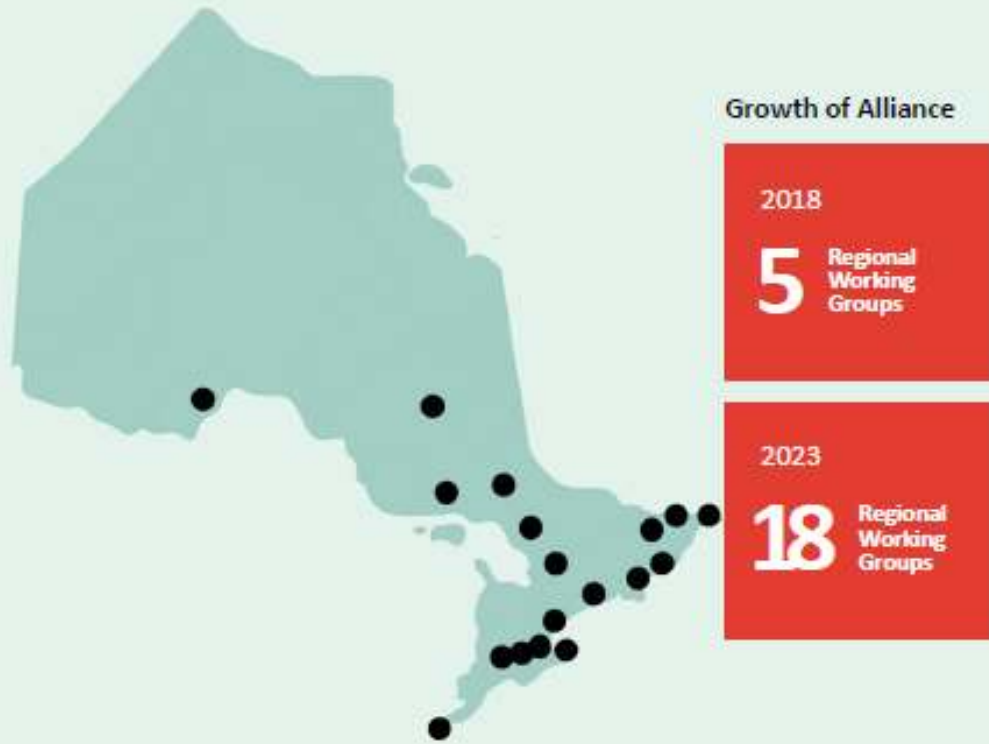 Growth of Alliance
2018
5
Regional
Working
Groups
2023
18
Regional
Working
Groups